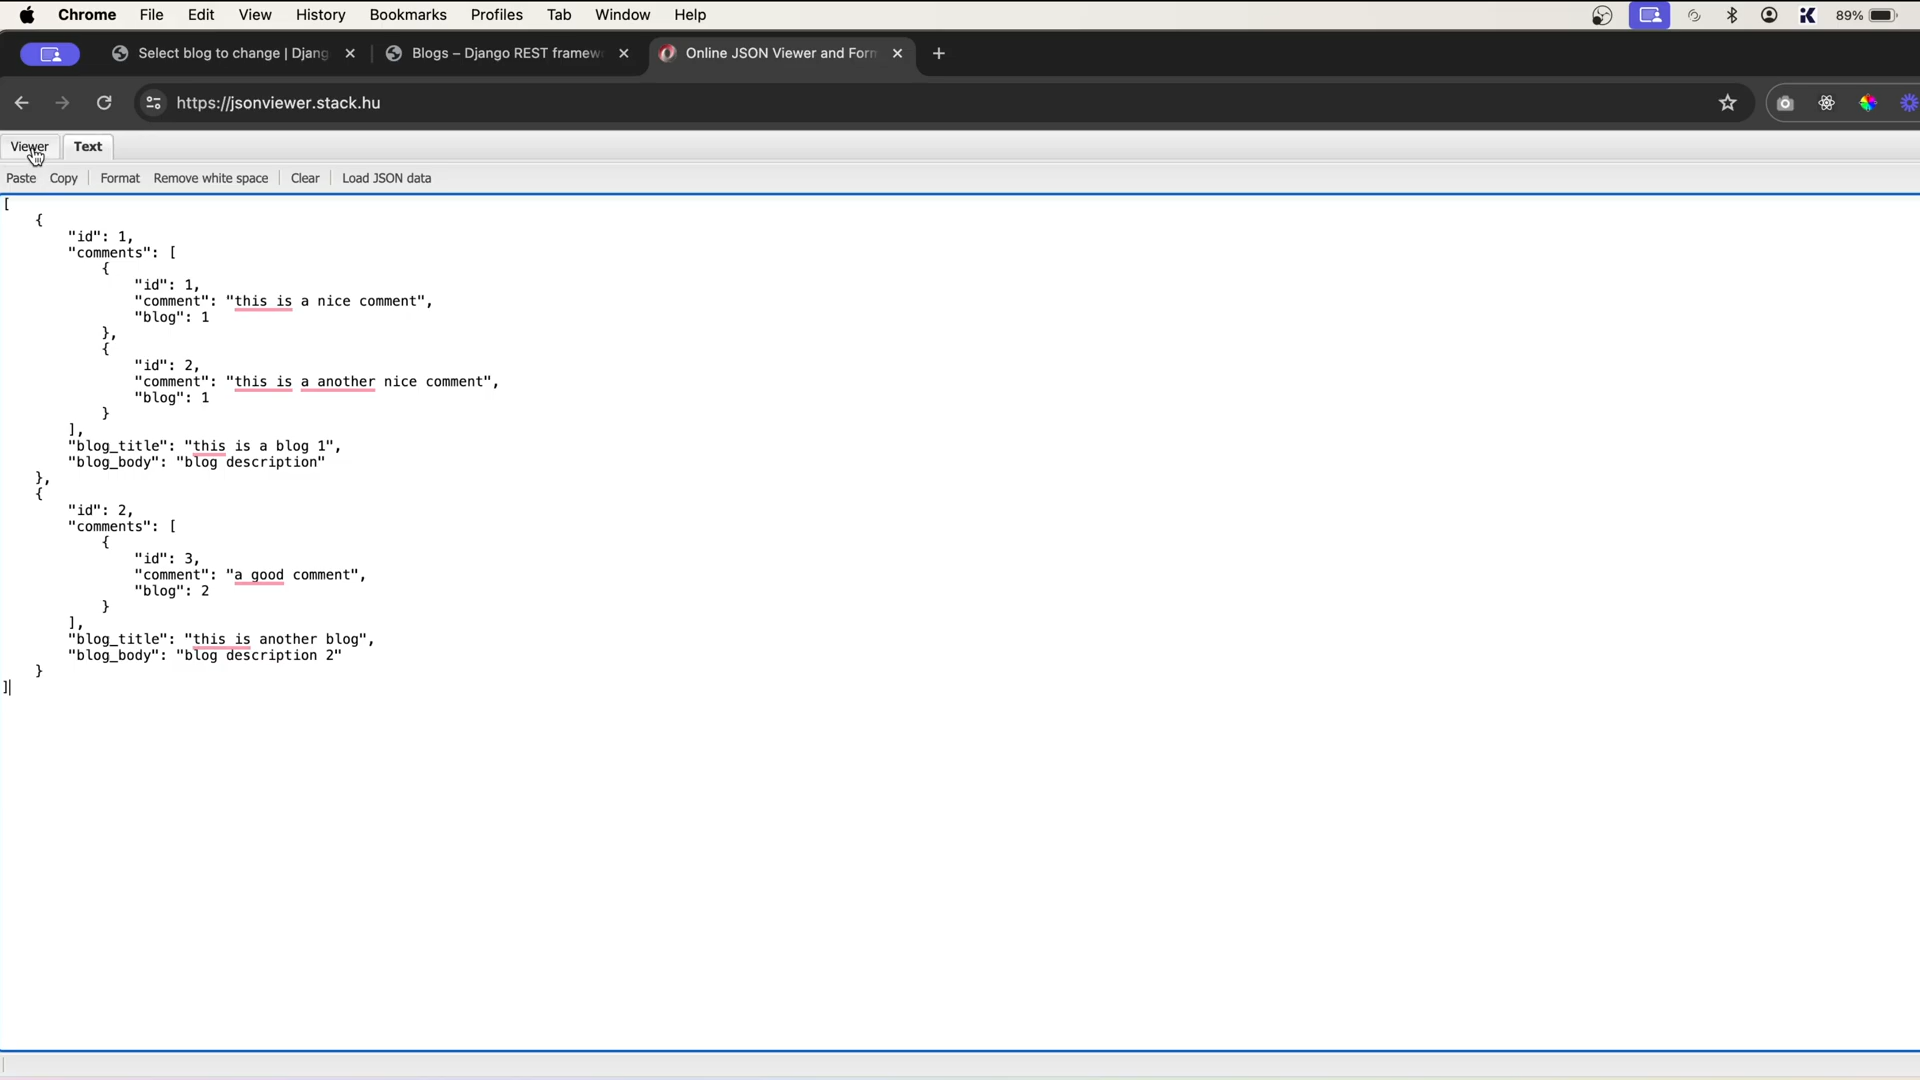 Chrome File Edit View History Bookmarks Profiles Tab Window Help 89%
Select blog to change | Djang Blogs – Django REST framew Online JSON Viewer and Form
https://jsonviewer.stack.hu
Viewer Text
Paste Copy Format Remove white space Clear Load JSON data
[
    {
        "id": 1,
        "comments": [
            {
                "id": 1,
                "comment": "this is a nice comment",
                "blog": 1
            },
            {
                "id": 2,
                "comment": "this is a another nice comment",
                "blog": 1
            }
        ],
        "blog_title": "this is a blog 1",
        "blog_body": "blog description"
    },
    {
        "id": 2,
        "comments": [
            {
                "id": 3,
                "comment": "a good comment",
                "blog": 2
            }
        ],
        "blog_title": "this is another blog",
        "blog_body": "blog description 2"
    }
]